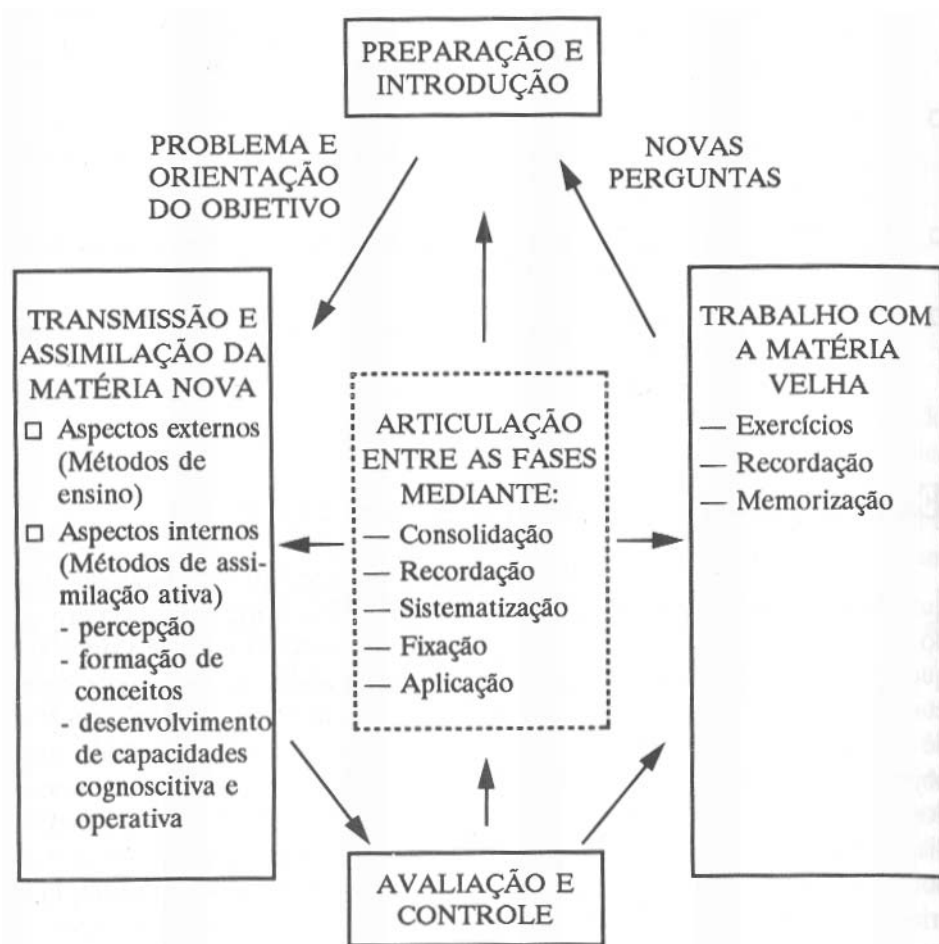 PREPARAÇÃO E
INTRODUÇÃO
PROBLEMA E
ORIENTAÇÃO
DO OBJETIVO
NOVAS
PERGUNTAS
TRANSMISSÃO E
ASSIMILAÇÃO DA
MATÉRIA NOVA
□ Aspectos externos
(Métodos de
ensino)
□ Aspectos internos
(Métodos de assi-
milação ativa)
- percepção
- formação de
conceitos
- desenvolvimento
de capacidades
cognoscitiva e
operativa
ARTICULAÇÃO
ENTRE AS FASES
MEDIANTE:
— Consolidação
— Recordação
— Sistematização
— Fixação
— Aplicação
TRABALHO COM
A MATÉRIA
VELHA
— Exercícios
— Recordação
— Memorização
AVALIAÇÃO E
CONTROLE